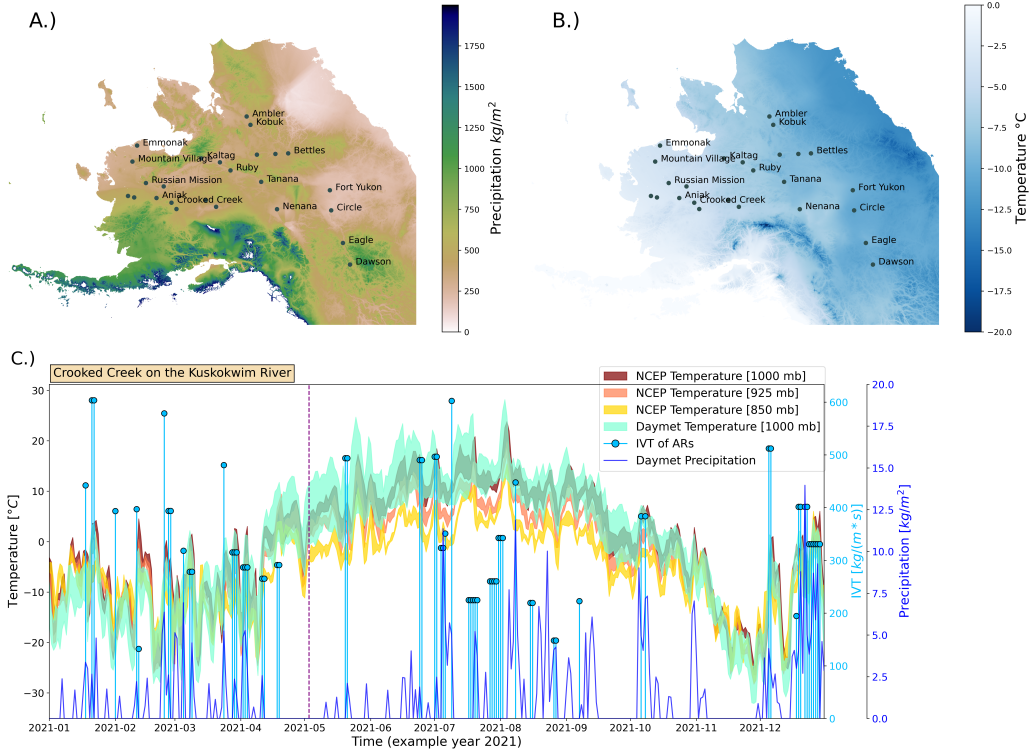 A.)
B.)
Ambler
Kobuk
Emmonak
Mountain Village
Kaltag
Ruby
Bettles
Russian Mission
Tanana
Aniak
Crooked Creek
Nenana
Fort Yukon
Circle
Eagle
Dawson
1750
1500
1250
1000
750
500
250
0
Precipitation kg/m²
Ambler
Kobuk
Emmonak
Mountain Village
Kaltag
Ruby
Bettles
Russian Mission
Tanana
Aniak
Crooked Creek
Nenana
Fort Yukon
Circle
Eagle
Dawson
0.0
−2.5
−5.0
−7.5
−10.0
−12.5
−15.0
−17.5
−20.0
Temperature °C
C.)
Crooked Creek on the Kuskokwim River
NCEP Temperature [1000 mb]
NCEP Temperature [925 mb]
NCEP Temperature [850 mb]
Daymet Temperature [1000 mb]
IVT of ARs
Daymet Precipitation
30
20
10
0
−10
−20
−30
Temperature [°C]
600
500
400
300
200
100
0
IVT [kg/(m * s)]
20.0
17.5
15.0
12.5
10.0
7.5
5.0
2.5
0.0
Precipitation [kg/m²]
2021-01 2021-02 2021-03 2021-04 2021-05 2021-06 2021-07 2021-08 2021-09 2021-10 2021-11 2021-12
Time (example year 2021)